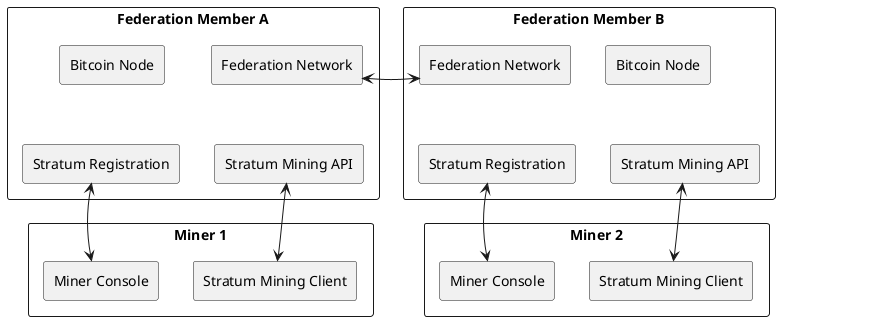 Federation Member A
Bitcoin Node
Federation Network
Stratum Registration
Stratum Mining API
Federation Member B
Federation Network
Bitcoin Node
Stratum Registration
Stratum Mining API
Miner 1
Miner Console
Stratum Mining Client
Miner 2
Miner Console
Stratum Mining Client